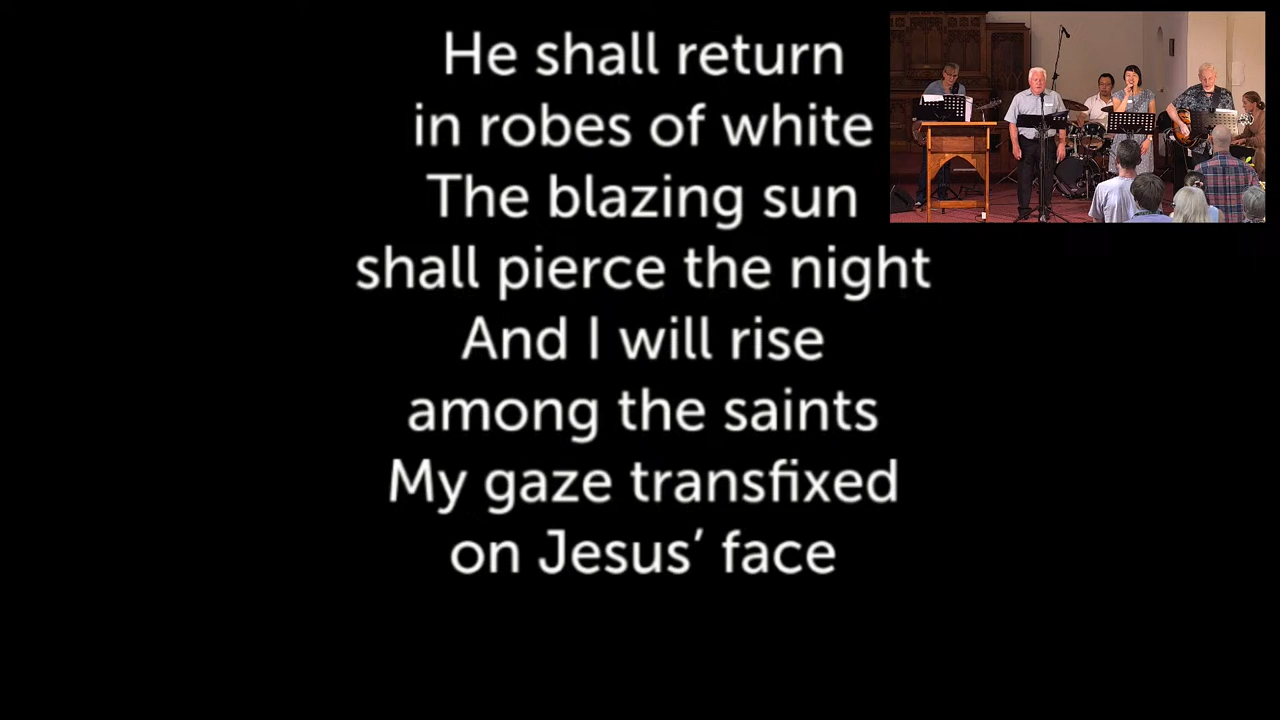 He shall return
in robes of white
The blazing sun
shall pierce the night
And I will rise
among the saints
My gaze transfixed
on Jesus’ face